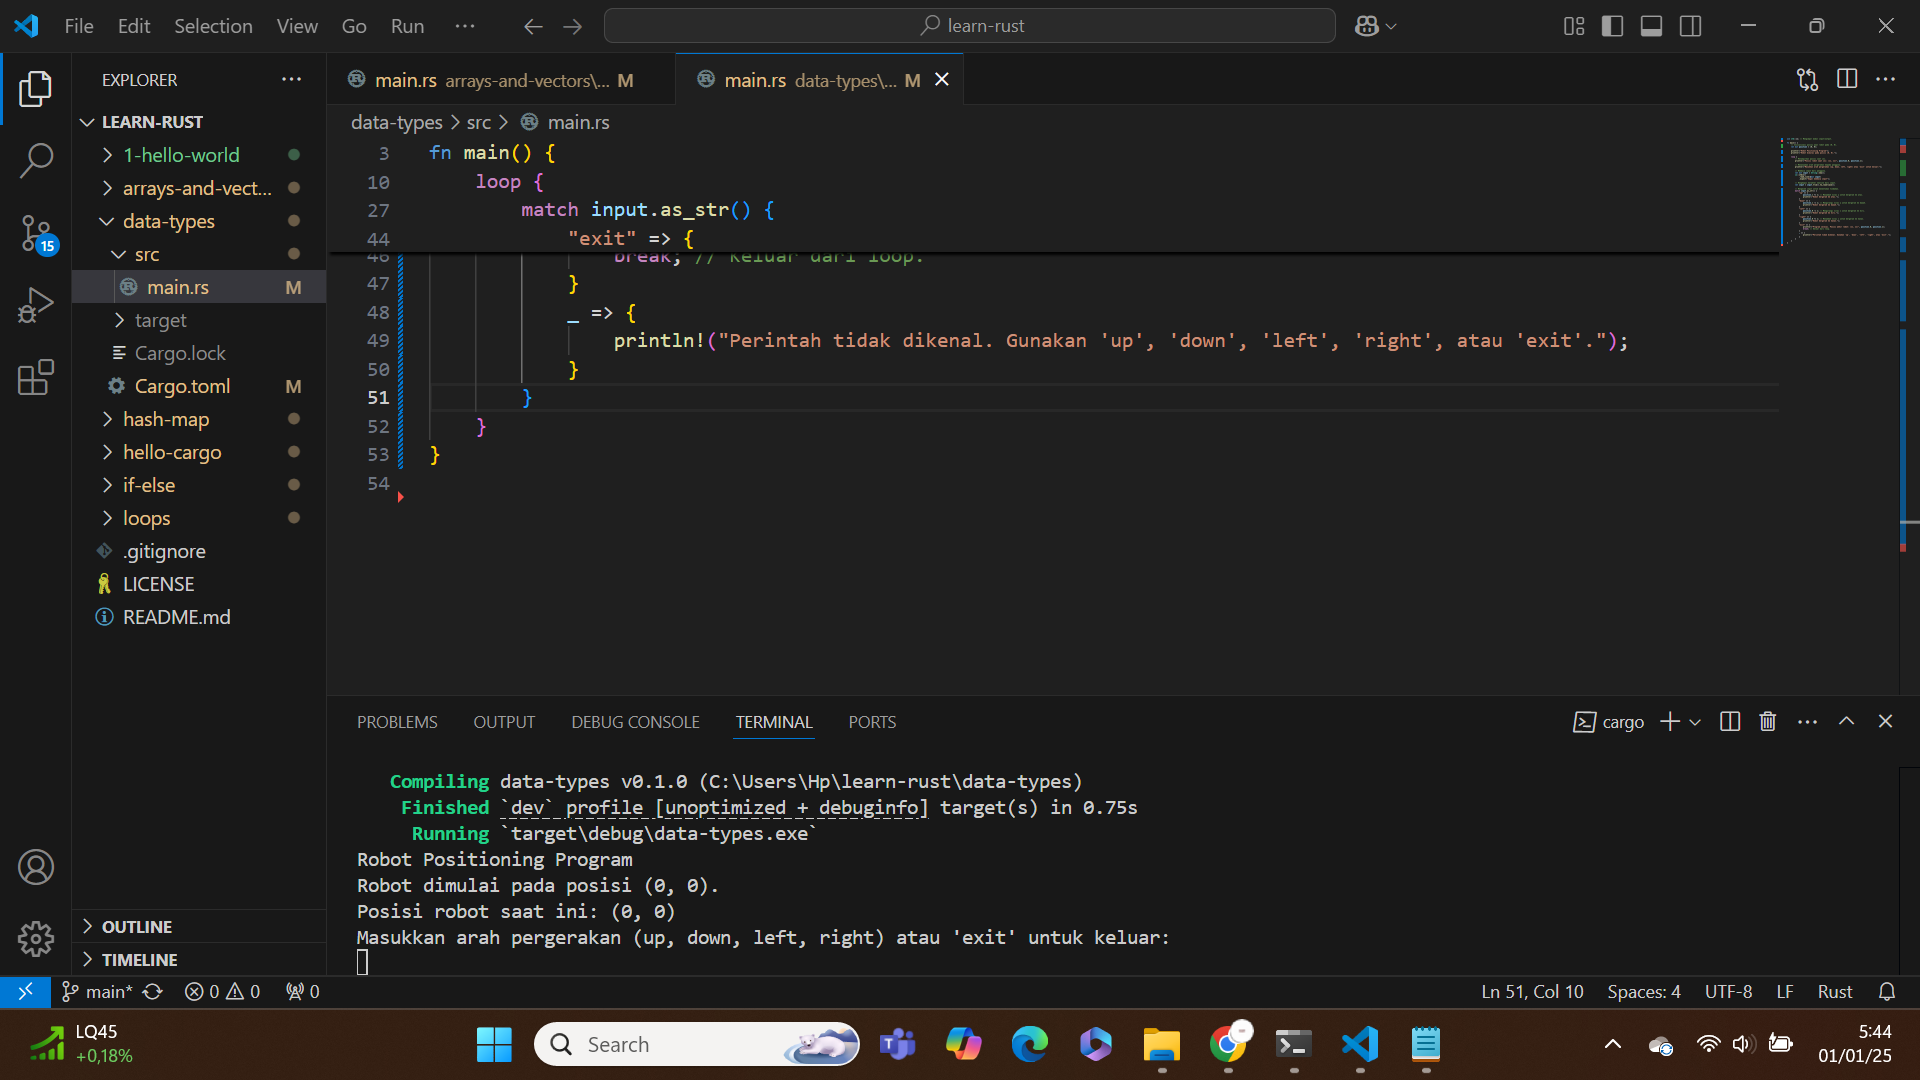 File Edit Selection View Go Run ··· learn-rust
EXPLORER ···
LEARN-RUST
1-hello-world
arrays-and-vect...
data-types
src
main.rs M
target
Cargo.lock
Cargo.toml M
hash-map
hello-cargo
if-else
loops
.gitignore
LICENSE
README.md
OUTLINE
TIMELINE
15
main.rs arrays-and-vectors\... M
main.rs data-types\... M
data-types > src > main.rs
3 fn main() {
10 loop {
27 match input.as_str() {
44 "exit" => {
46 break; // Keluar dari loop.
47 }
48 _ => {
49 println!("Perintah tidak dikenal. Gunakan 'up', 'down', 'left', 'right', atau 'exit'.");
50 }
51 }
52 }
53 }
54
PROBLEMS OUTPUT DEBUG CONSOLE TERMINAL PORTS
cargo
Compiling data-types v0.1.0 (C:\Users\Hp\learn-rust\data-types)
Finished `dev` profile [unoptimized + debuginfo] target(s) in 0.75s
Running `target\debug\data-types.exe`
Robot Positioning Program
Robot dimulai pada posisi (0, 0).
Posisi robot saat ini: (0, 0)
Masukkan arah pergerakan (up, down, left, right) atau 'exit' untuk keluar:
main* 0 0 0
Ln 51, Col 10 Spaces: 4 UTF-8 LF Rust
LQ45
+0,18%
Search
5:44
01/01/25